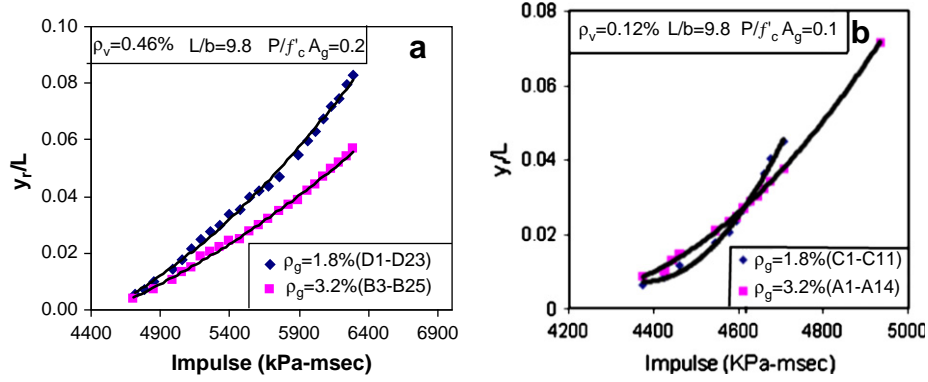 a
ρv=0.46% L/b=9.8 P/f'c Ag=0.2
0.10
0.08
0.06
0.04
0.02
0.00
yr/L
4400 4900 5400 5900 6400 6900
Impulse (kPa-msec)
ρg=1.8%(D1-D23)
ρg=3.2%(B3-B25)
b
ρv=0.12% L/b=9.8 P/f'c Ag=0.1
0.08
0.06
0.04
0.02
0
yr/L
4200 4400 4600 4800 5000
Impulse (KPa-msec)
ρg=1.8%(C1-C11)
ρg=3.2%(A1-A14)